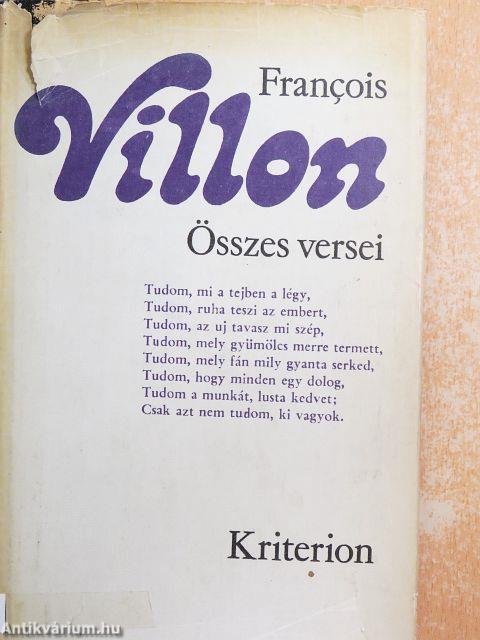 François
Villon
Összes versei
Tudom, mi a tejben a légy,
Tudom, ruha teszi az embert,
Tudom, az uj tavasz mi szép,
Tudom, mely gyümölcs merre termett,
Tudom, mely fán mily gyanta serked,
Tudom, hogy minden egy dolog,
Tudom a munkát, lusta kedvet;
Csak azt nem tudom, ki vagyok.
Kriterion
Antikvárium.hu